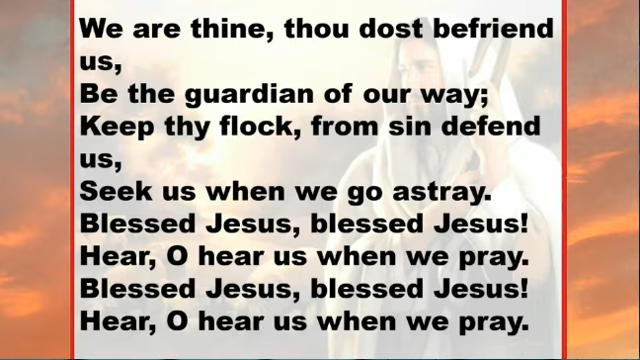 We are thine, thou dost befriend
us,
Be the guardian of our way;
Keep thy flock, from sin defend
us,
Seek us when we go astray.
Blessed Jesus, blessed Jesus!
Hear, O hear us when we pray.
Blessed Jesus, blessed Jesus!
Hear, O hear us when we pray.